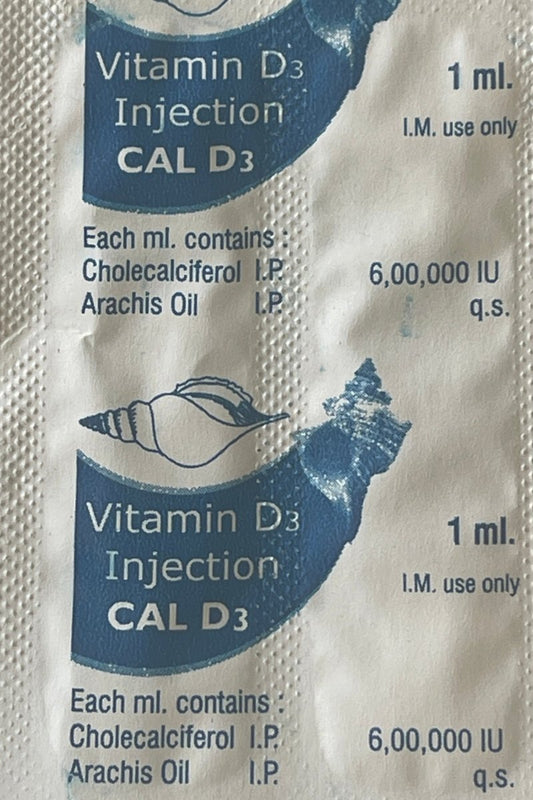 Vitamin D3 1 ml.
Injection I.M. use only
CAL D3
Each ml. contains :
Cholecalciferol I.P. 6,00,000 IU
Arachis Oil I.P. q.s.
Vitamin D3 1 ml.
Injection I.M. use only
CAL D3
Each ml. contains :
Cholecalciferol I.P. 6,00,000 IU
Arachis Oil I.P. q.s.